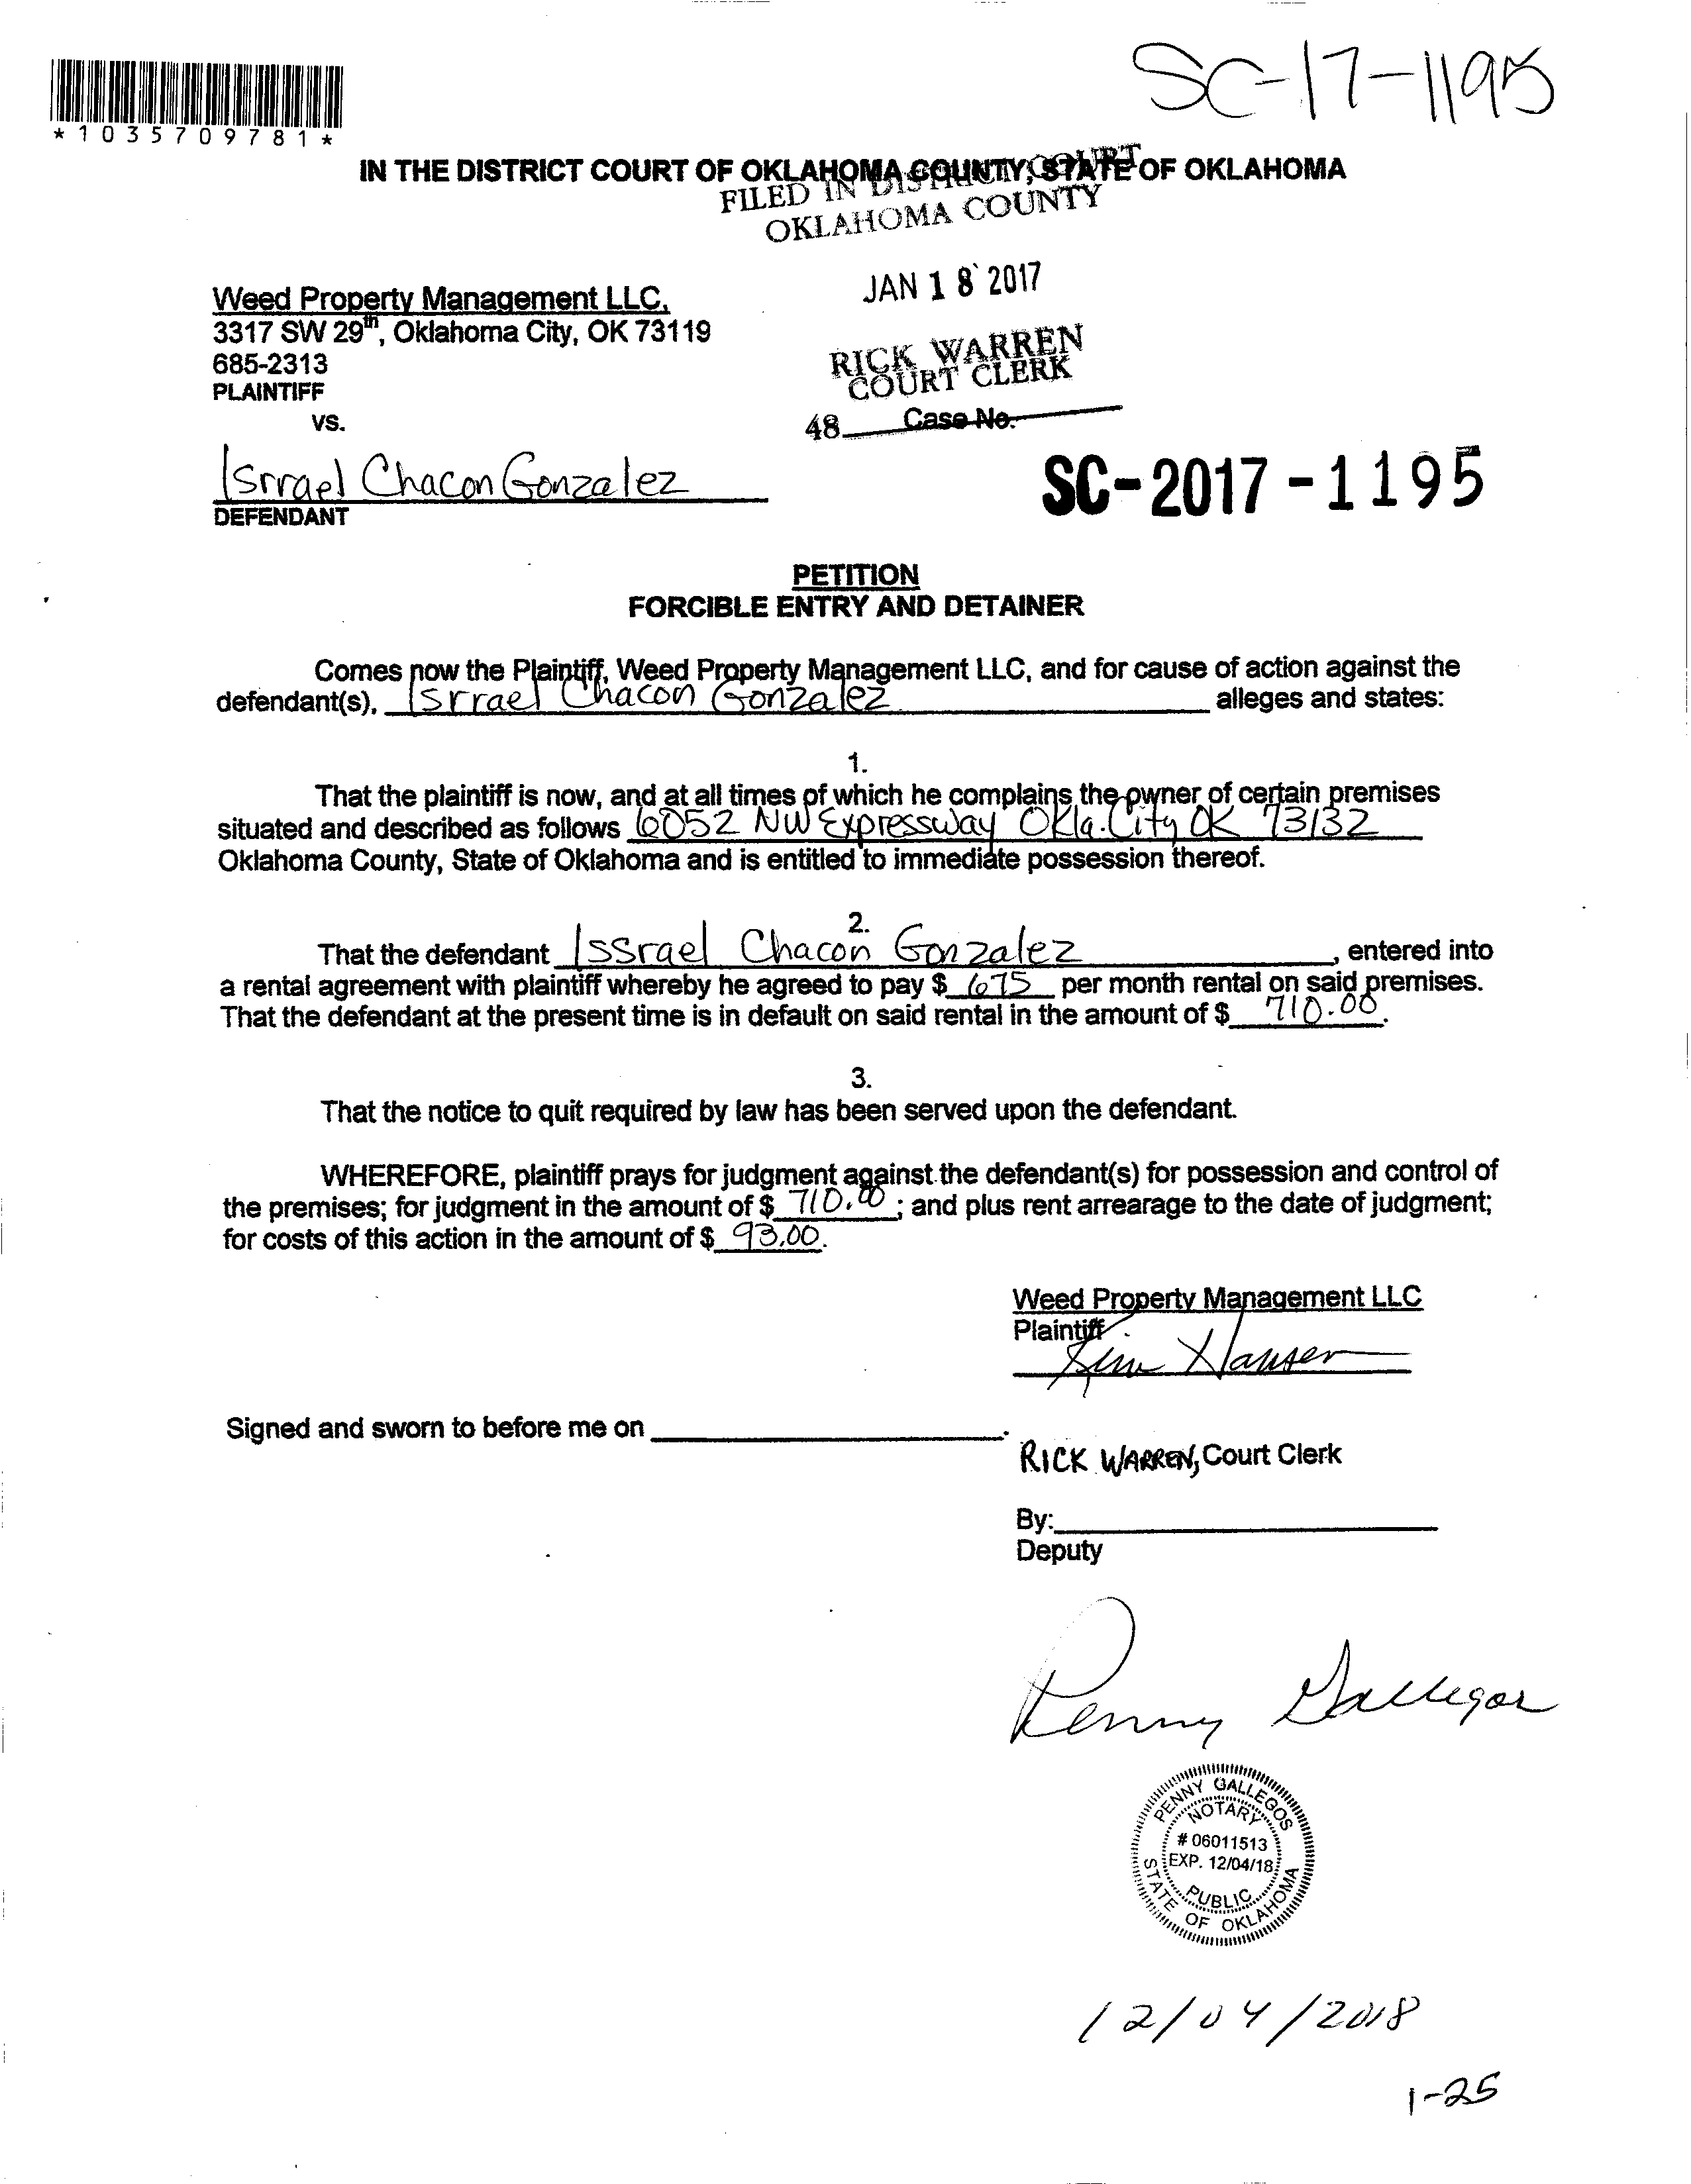 SC-17-1195
*1035709781*
IN THE DISTRICT COURT OF OKLAHOMA COUNTY, STATE OF OKLAHOMA
FILED IN DISTRICT COURT
OKLAHOMA COUNTY
JAN 18 2017
Weed Property Management LLC,
3317 SW 29th, Oklahoma City, OK 73119
685-2313
PLAINTIFF
RICK WARREN
COURT CLERK
vs.
48 Case No.
Isrrael Chacon Gonzalez
DEFENDANT
SC-2017-1195
PETITION
FORCIBLE ENTRY AND DETAINER
Comes now the Plaintiff, Weed Property Management LLC, and for cause of action against the
defendant(s), Isrrael Chacon Gonzalez alleges and states:
1.
That the plaintiff is now, and at all times of which he complains the owner of certain premises
situated and described as follows 6052 NW Expressway Okla. City OK 73132
Oklahoma County, State of Oklahoma and is entitled to immediate possession thereof.
2.
That the defendant Issrael Chacon Gonzalez, entered into
a rental agreement with plaintiff whereby he agreed to pay $ 675 per month rental on said premises.
That the defendant at the present time is in default on said rental in the amount of $ 710.00.
3.
That the notice to quit required by law has been served upon the defendant.
WHEREFORE, plaintiff prays for judgment against the defendant(s) for possession and control of
the premises; for judgment in the amount of $ 710.00; and plus rent arrearage to the date of judgment;
for costs of this action in the amount of $ 93.00.
Weed Property Management LLC
Plaintiff
Kim Hansen
Signed and sworn to before me on .
RICK WARREN, Court Clerk
By:
Deputy
Penny Gallegos
PENNY GALLEGOS
NOTARY
# 06011513
EXP. 12/04/18
PUBLIC
STATE OF OKLAHOMA
12/04/2018
1-25